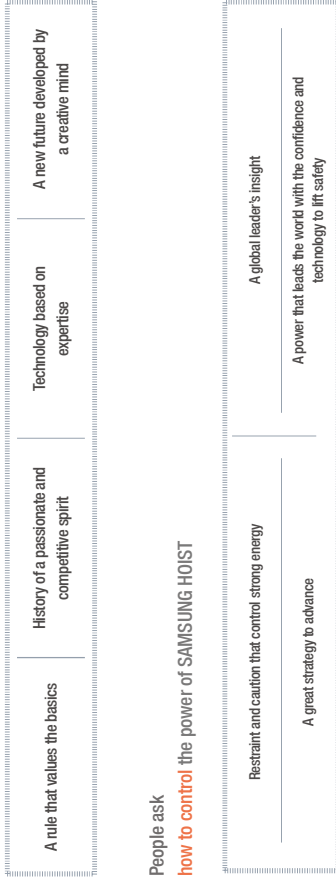 A rule that values the basics
History of a passionate and
competitive spirit
Technology based on
expertise
A new future developed by
a creative mind
People ask
how to control the power of SAMSUNG HOIST
Restraint and caution that control strong energy
A great strategy to advance
A global leader's insight
A power that leads the world with the confidence and
technology to lift safety